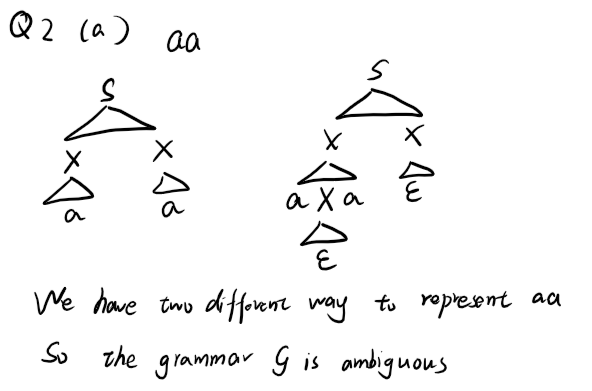 Q2 (a) aa
S S
X X X X
a a a X a ε
ε
We have two different way to represent aa
So the grammar G is ambiguous